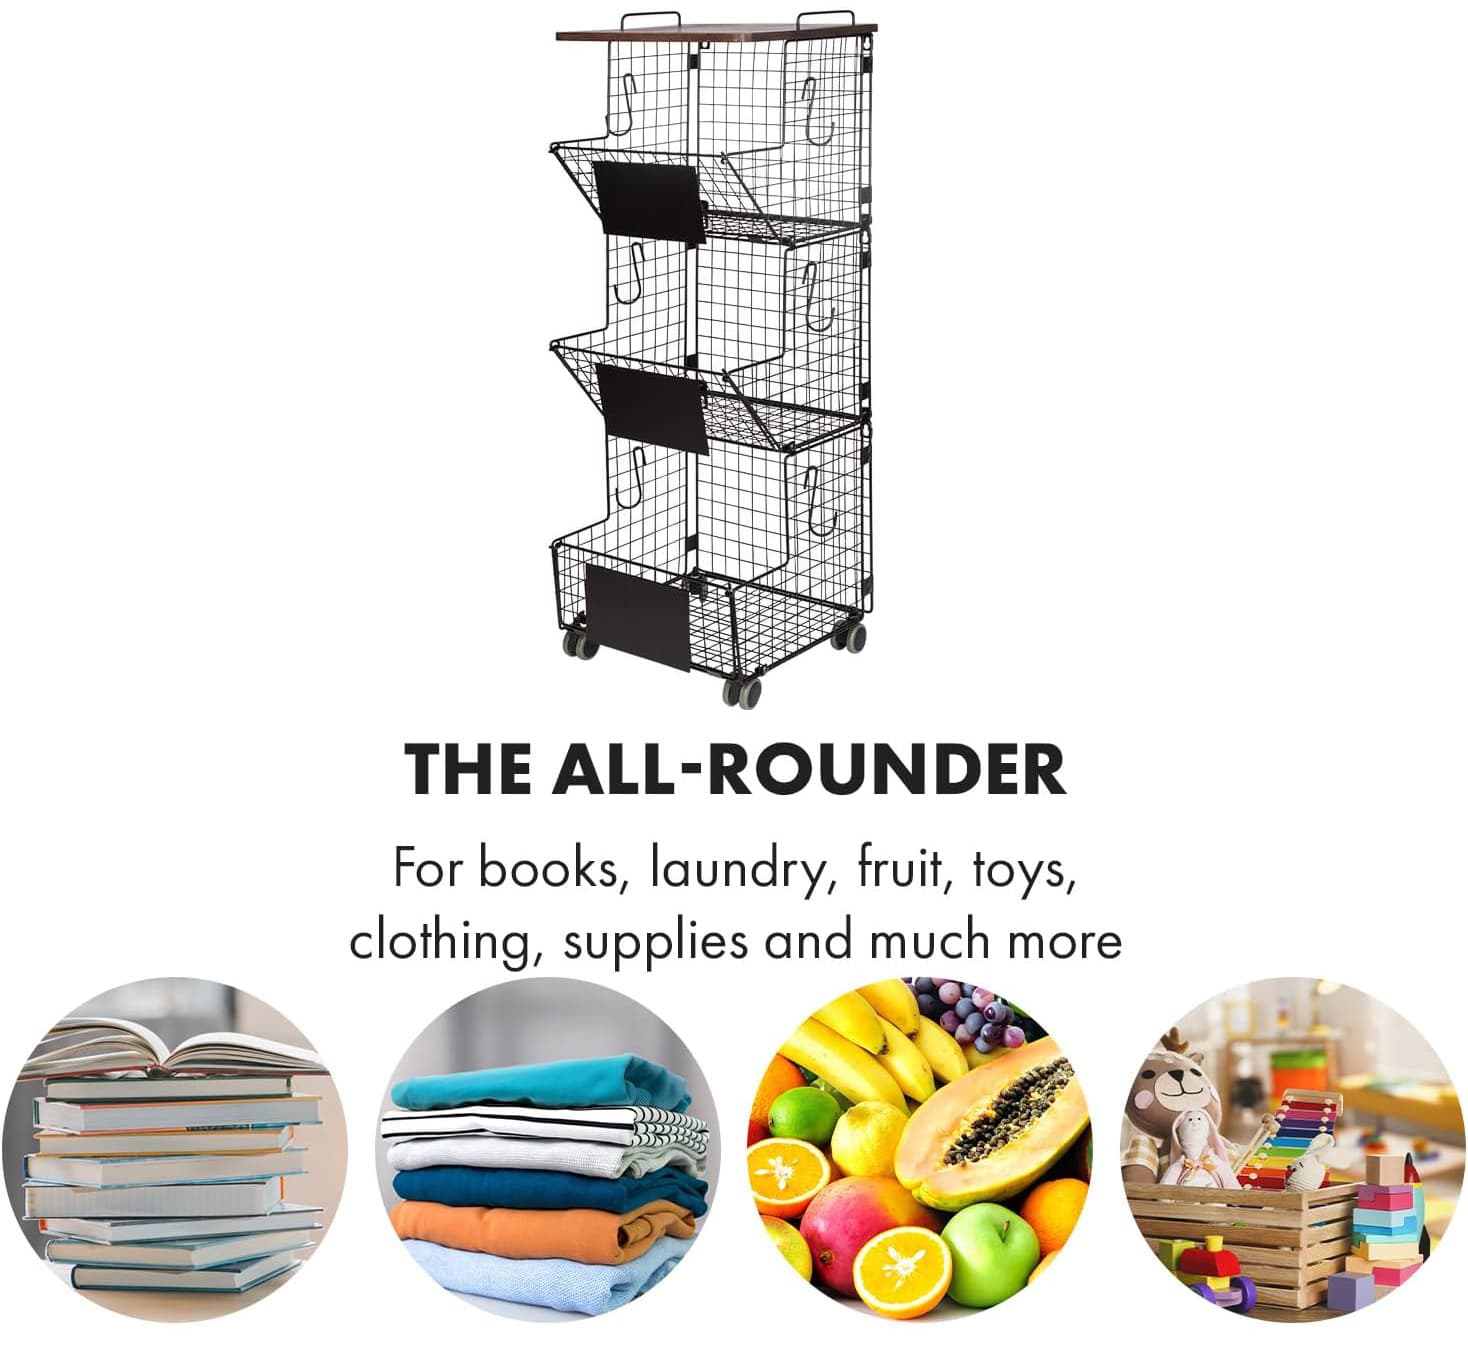 THE ALL-ROUNDER
For books, laundry, fruit, toys,
clothing, supplies and much more